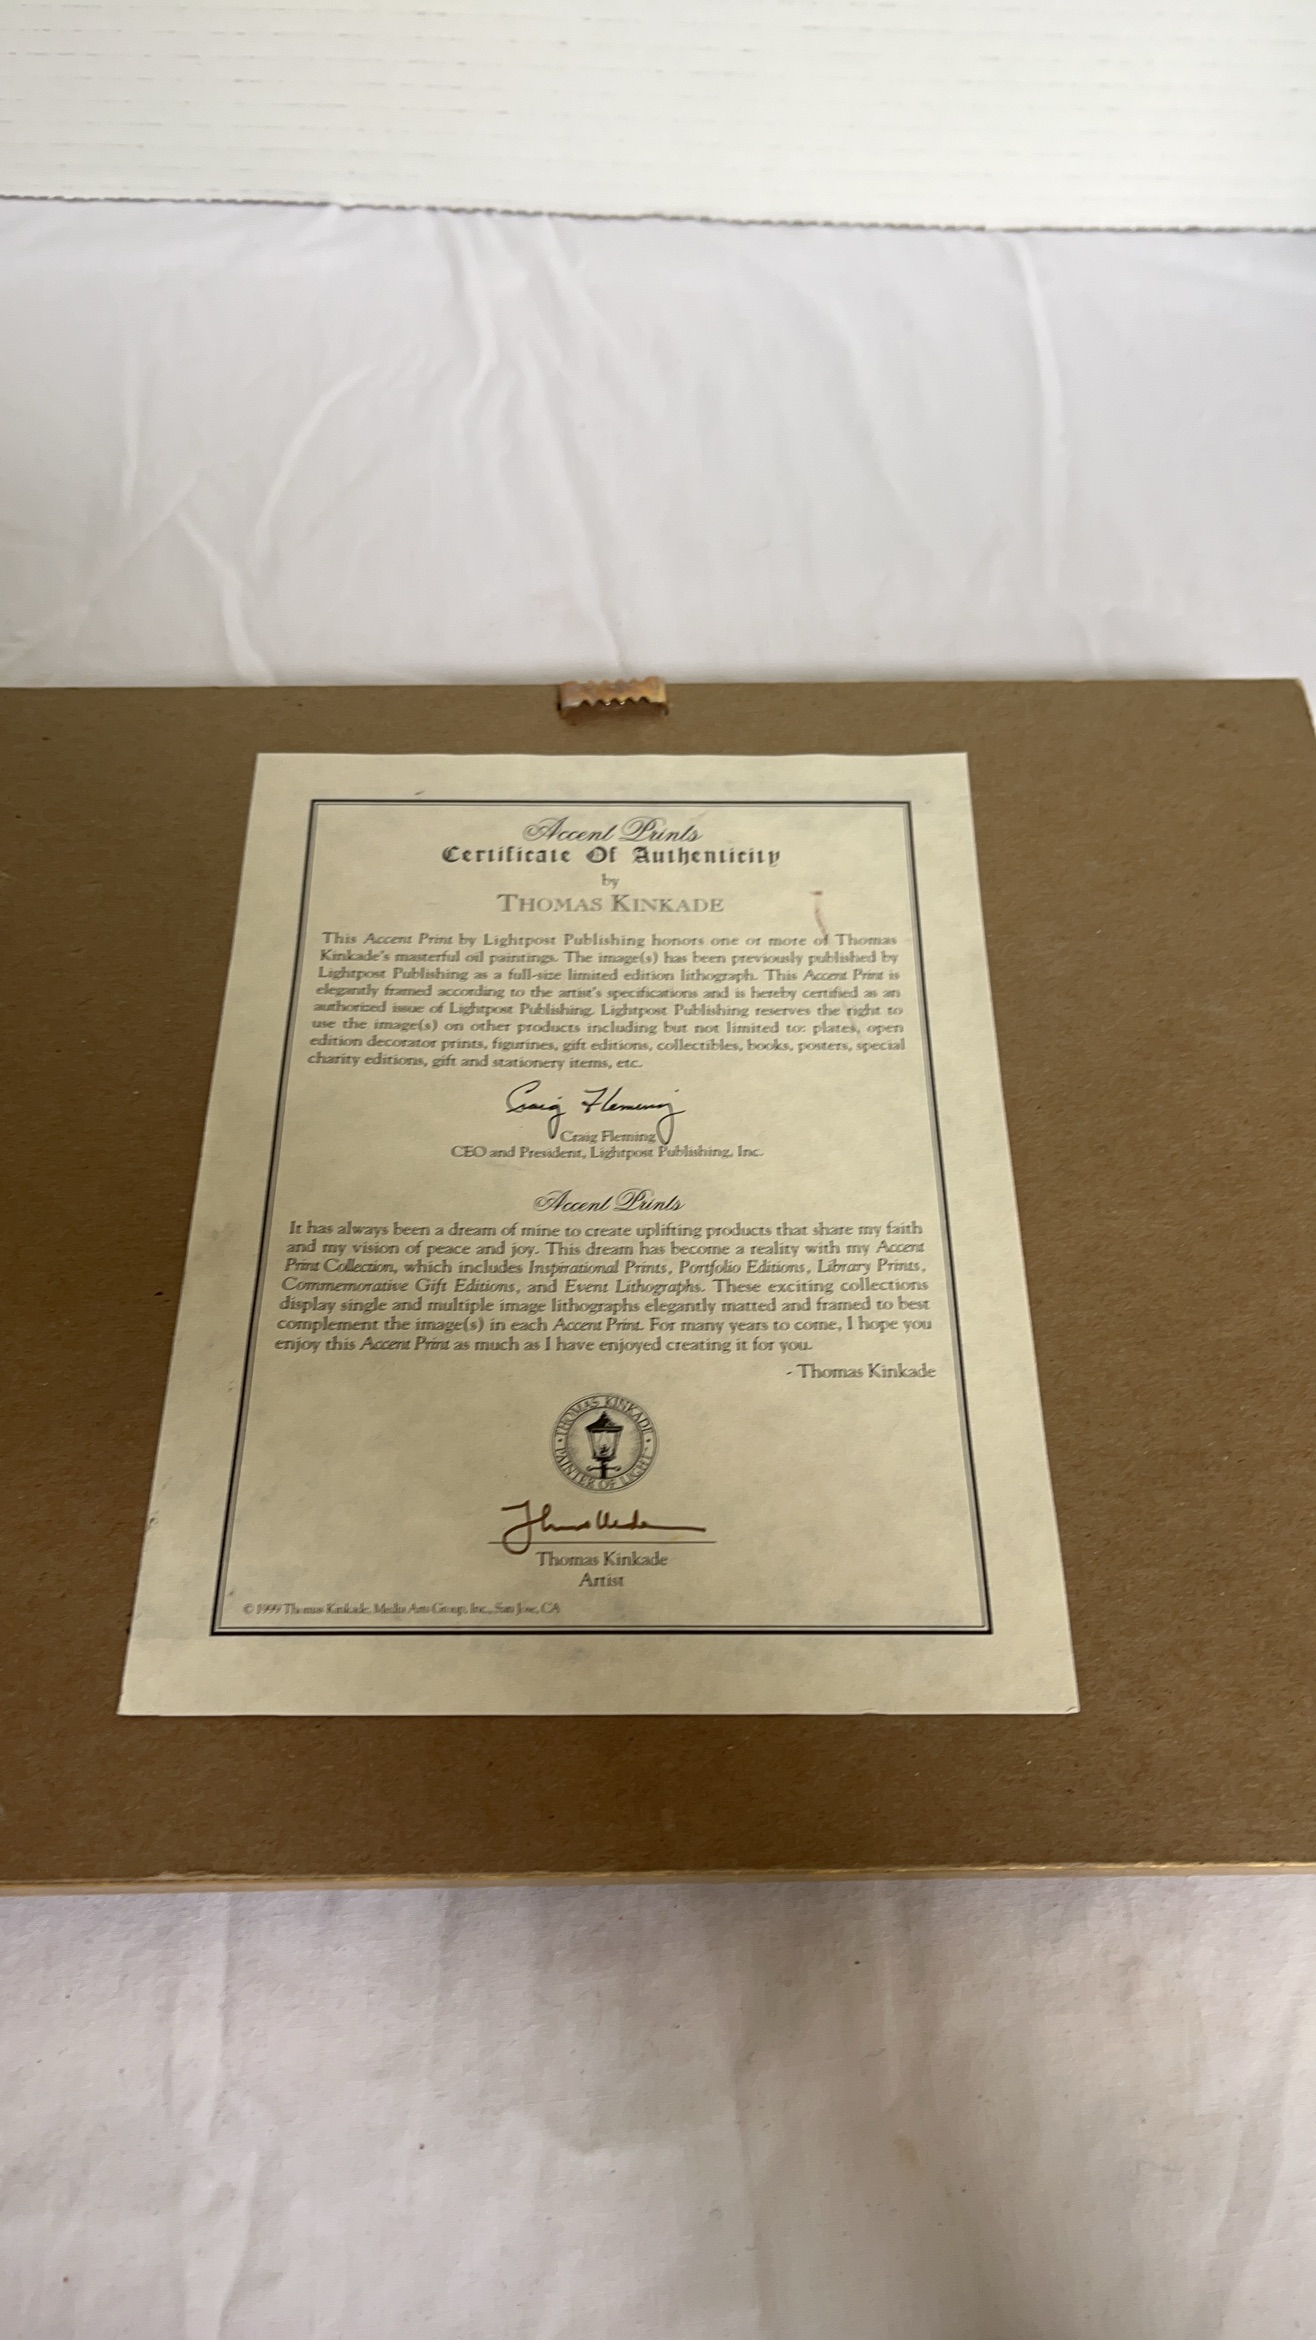 Accent Prints
Certificate Of Authenticity
by
THOMAS KINKADE
This Accent Print by Lightpost Publishing honors one or more of Thomas
Kinkade's masterful oil paintings. The image(s) has been previously published by
Lightpost Publishing as a full-size limited edition lithograph. This Accent Print is
elegantly framed according to the artist's specifications and is hereby certified as an
authorized issue of Lightpost Publishing. Lightpost Publishing reserves the right to
use the image(s) on other products including but not limited to: plates, open
edition decorator prints, figurines, gift editions, collectibles, books, posters, special
charity editions, gift and stationery items, etc.
Craig Fleming
Craig Fleming
CEO and President, Lightpost Publishing, Inc.
Accent Prints
It has always been a dream of mine to create uplifting products that share my faith
and my vision of peace and joy. This dream has become a reality with my Accent
Print Collection, which includes Inspirational Prints, Portfolio Editions, Library Prints,
Commemorative Gift Editions, and Event Lithographs. These exciting collections
display single and multiple image lithographs elegantly matted and framed to best
complement the image(s) in each Accent Print. For many years to come, I hope you
enjoy this Accent Print as much as I have enjoyed creating it for you.
- Thomas Kinkade
THOMAS KINKADE
• PAINTER OF LIGHT •
Thomas Kinkade
Artist
© 1999 Thomas Kinkade, Media Arts Group, Inc., San Jose, CA